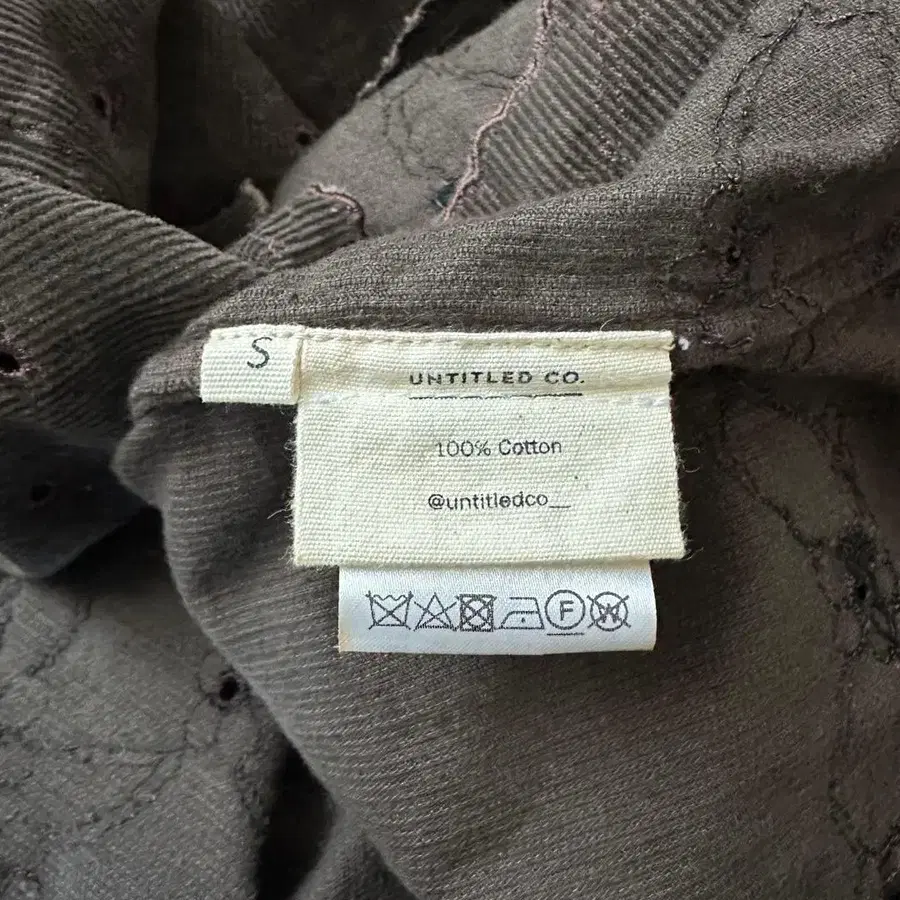 S
UNTITLED CO.
100% Cotton
@untitledco__
F W